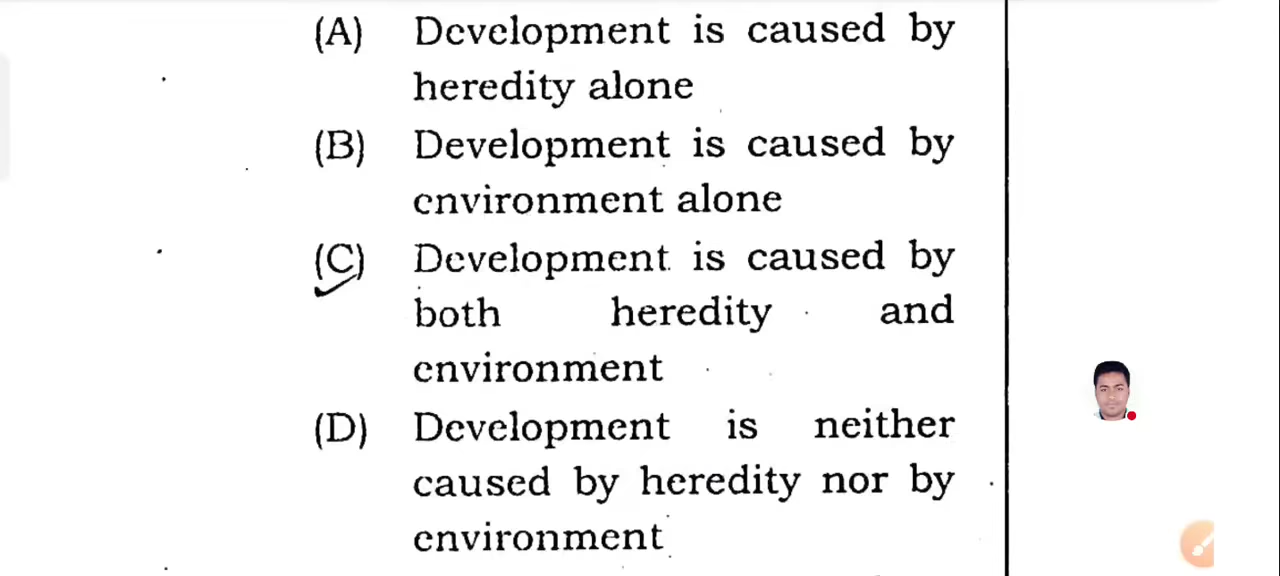 (A) Development is caused by
heredity alone
(B) Development is caused by
environment alone
(C) Development is caused by
both heredity and
environment
(D) Development is neither
caused by heredity nor by
environment